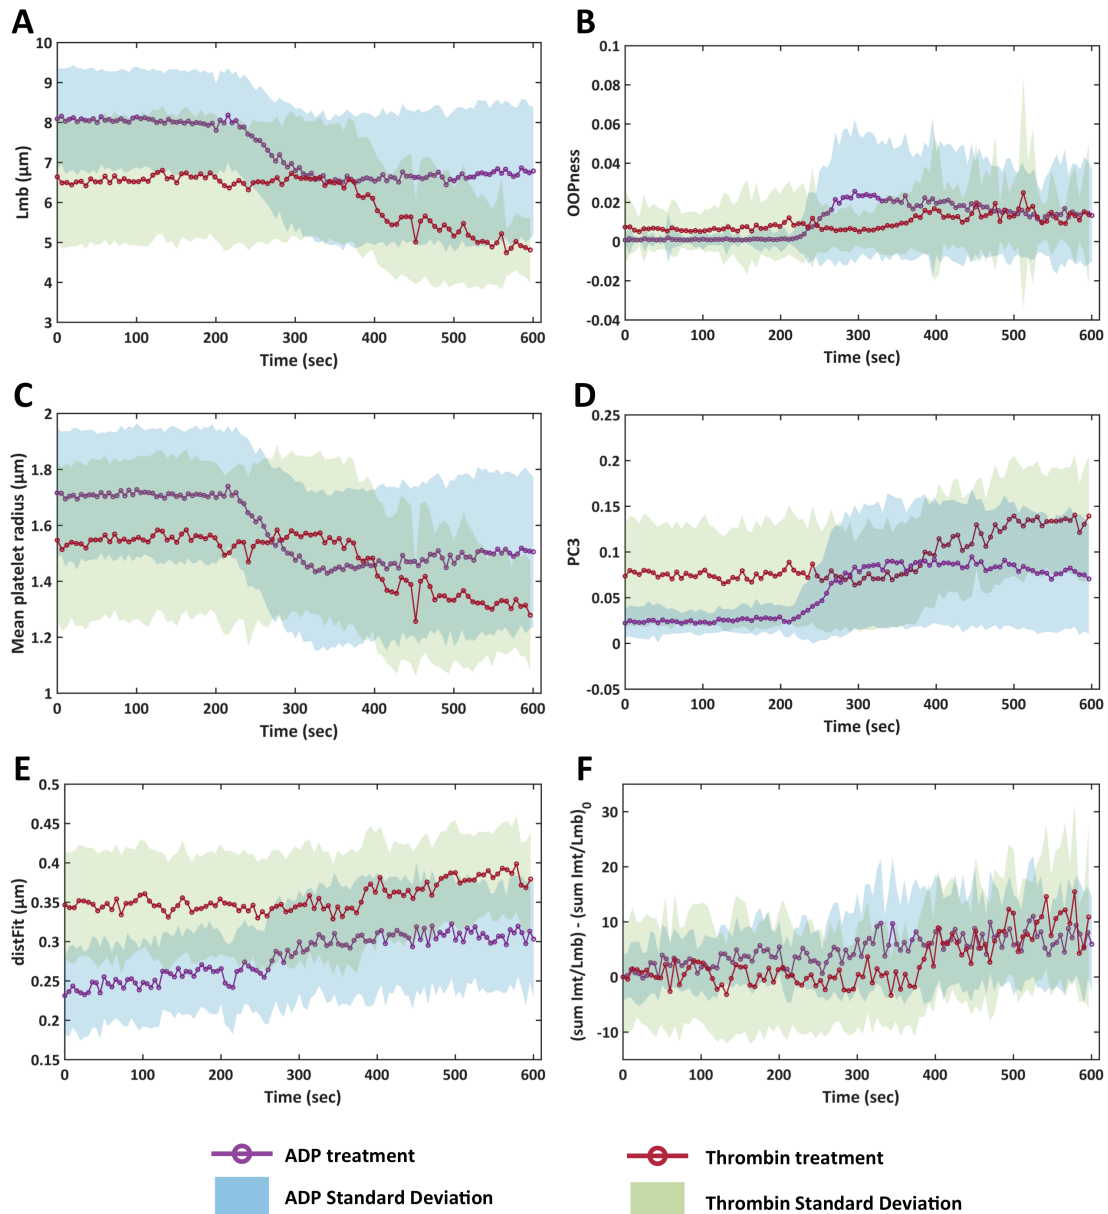 A
10
9
8
7
6
5
4
3
Lmb (μm)
0 100 200 300 400 500 600
Time (sec)
B
0.1
0.08
0.06
0.04
0.02
0
-0.02
-0.04
OOPness
0 100 200 300 400 500 600
Time (sec)
C
2
1.8
1.6
1.4
1.2
1
Mean platelet radius (μm)
0 100 200 300 400 500 600
Time (sec)
D
0.25
0.2
0.15
0.1
0.05
0
-0.05
PC3
0 100 200 300 400 500 600
Time (sec)
E
0.5
0.45
0.4
0.35
0.3
0.25
0.2
0.15
distFit (μm)
0 100 200 300 400 500 600
Time (sec)
F
30
20
10
0
-10
(sum Imt/Lmb) - (sum Imt/Lmb)0
0 100 200 300 400 500 600
Time (sec)
ADP treatment
ADP Standard Deviation
Thrombin treatment
Thrombin Standard Deviation